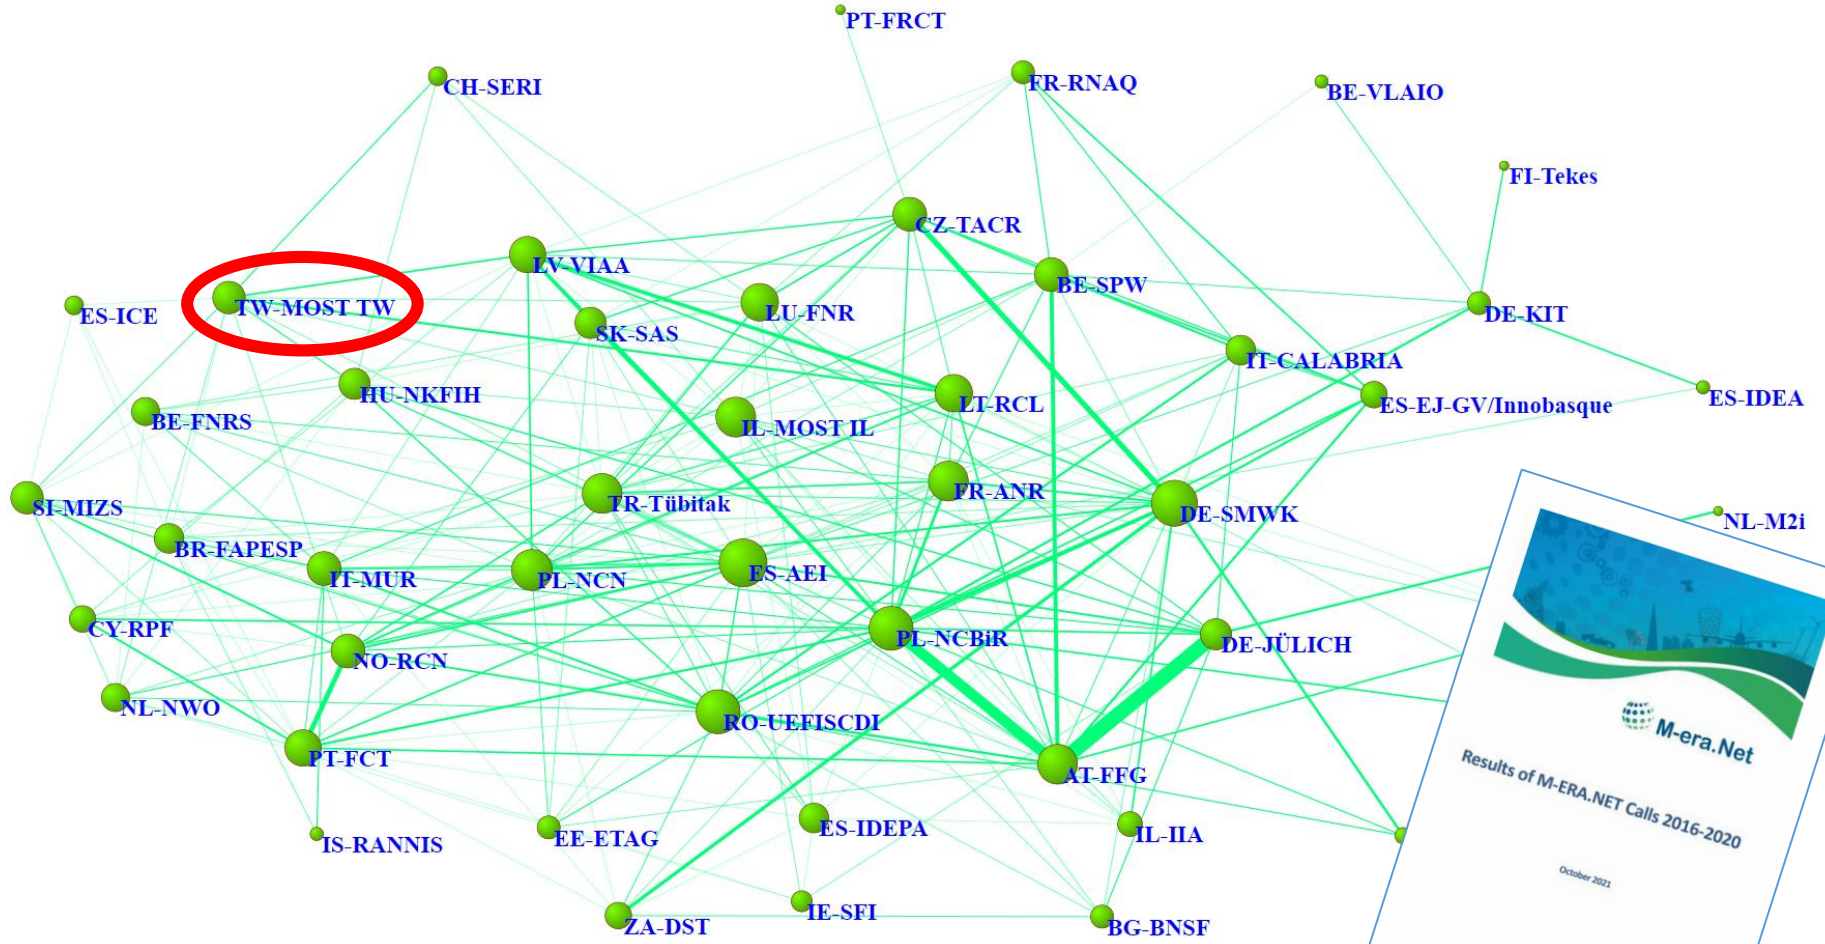 PT-FRCT
CH-SERI
FR-RNAQ
BE-VLAIO
FI-Tekes
CZ-TACR
LV-VIAA
BE-SPW
TW-MOST TW
ES-ICE
LU-FNR
DE-KIT
SK-SAS
IT-CALABRIA
HU-NKFIH
LT-RCL
ES-EJ-GV/Innobasque
ES-IDEA
BE-FNRS
IL-MOST IL
FR-ANR
TR-Tübitak
SI-MIZS
DE-SMWK
NL-M2i
BR-FAPESP
IT-MUR
PL-NCN
ES-AEI
CY-RPF
PL-NCBiR
DE-JÜLICH
NO-RCN
NL-NWO
RO-UEFISCDI
PT-FCT
AT-FFG
M-era.Net
Results of M-ERA.NET Calls 2016-2020
October 2021
ES-IDEPA
EE-ETAG
IL-IIA
IS-RANNIS
IE-SFI
ZA-DST
BG-BNSF